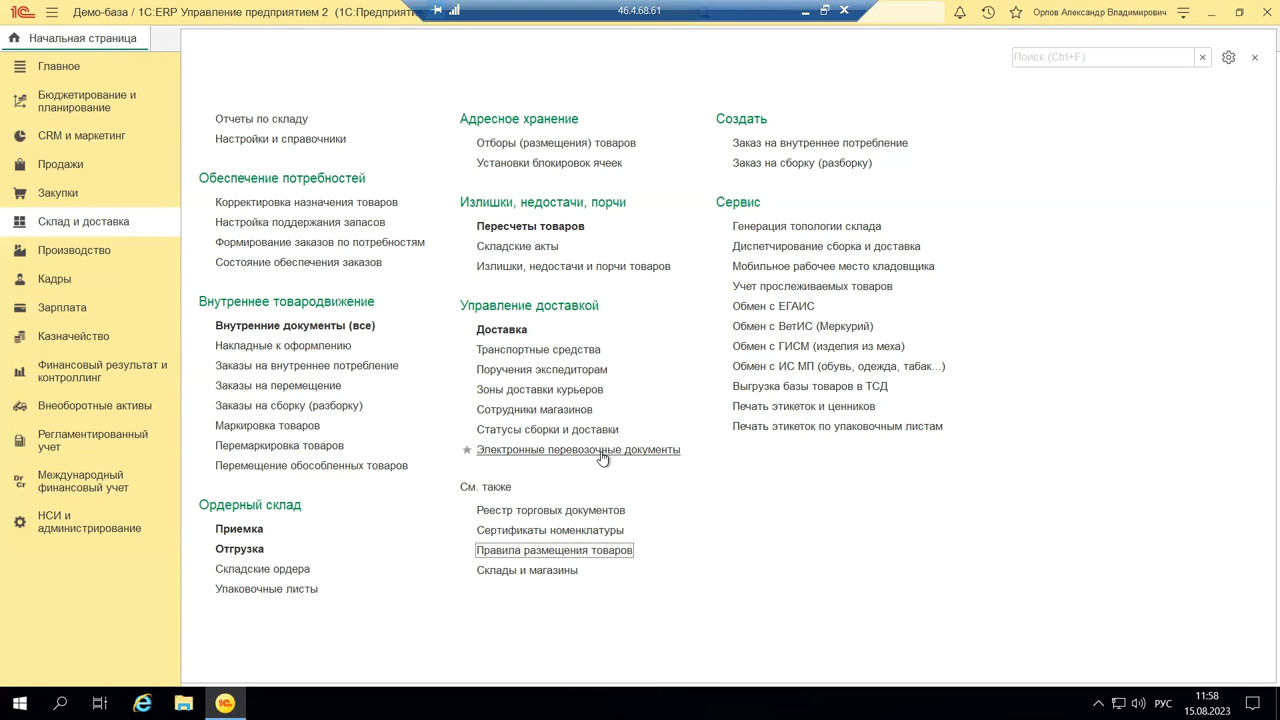 Демо-база / 1С:ERP Управление предприятием 2 (1С:Предприяти
46.4.68.61
Орлов Александр Владимирович
Начальная страница
Главное
Бюджетирование и
планирование
CRM и маркетинг
Продажи
Закупки
Склад и доставка
Производство
Кадры
Зарплата
Казначейство
Финансовый результат и
контроллинг
Внеоборотные активы
Регламентированный
учет
Международный
финансовый учет
НСИ и
администрирование
Поиск (Ctrl+F)
Отчеты по складу
Настройки и справочники
Обеспечение потребностей
Корректировка назначения товаров
Настройка поддержания запасов
Формирование заказов по потребностям
Состояние обеспечения заказов
Внутреннее товародвижение
Внутренние документы (все)
Накладные к оформлению
Заказы на внутреннее потребление
Заказы на перемещение
Заказы на сборку (разборку)
Маркировка товаров
Перемаркировка товаров
Перемещение обособленных товаров
Ордерный склад
Приемка
Отгрузка
Складские ордера
Упаковочные листы
Адресное хранение
Отборы (размещения) товаров
Установки блокировок ячеек
Излишки, недостачи, порчи
Пересчеты товаров
Складские акты
Излишки, недостачи и порчи товаров
Управление доставкой
Доставка
Транспортные средства
Поручения экспедиторам
Зоны доставки курьеров
Сотрудники магазинов
Статусы сборки и доставки
Электронные перевозочные документы
См. также
Реестр торговых документов
Сертификаты номенклатуры
Правила размещения товаров
Склады и магазины
Создать
Заказ на внутреннее потребление
Заказ на сборку (разборку)
Сервис
Генерация топологии склада
Диспетчирование сборка и доставка
Мобильное рабочее место кладовщика
Учет прослеживаемых товаров
Обмен с ЕГАИС
Обмен с ВетИС (Меркурий)
Обмен с ГИСМ (изделия из меха)
Обмен с ИС МП (обувь, одежда, табак...)
Выгрузка базы товаров в ТСД
Печать этикеток и ценников
Печать этикеток по упаковочным листам
РУС
11:58
15.08.2023